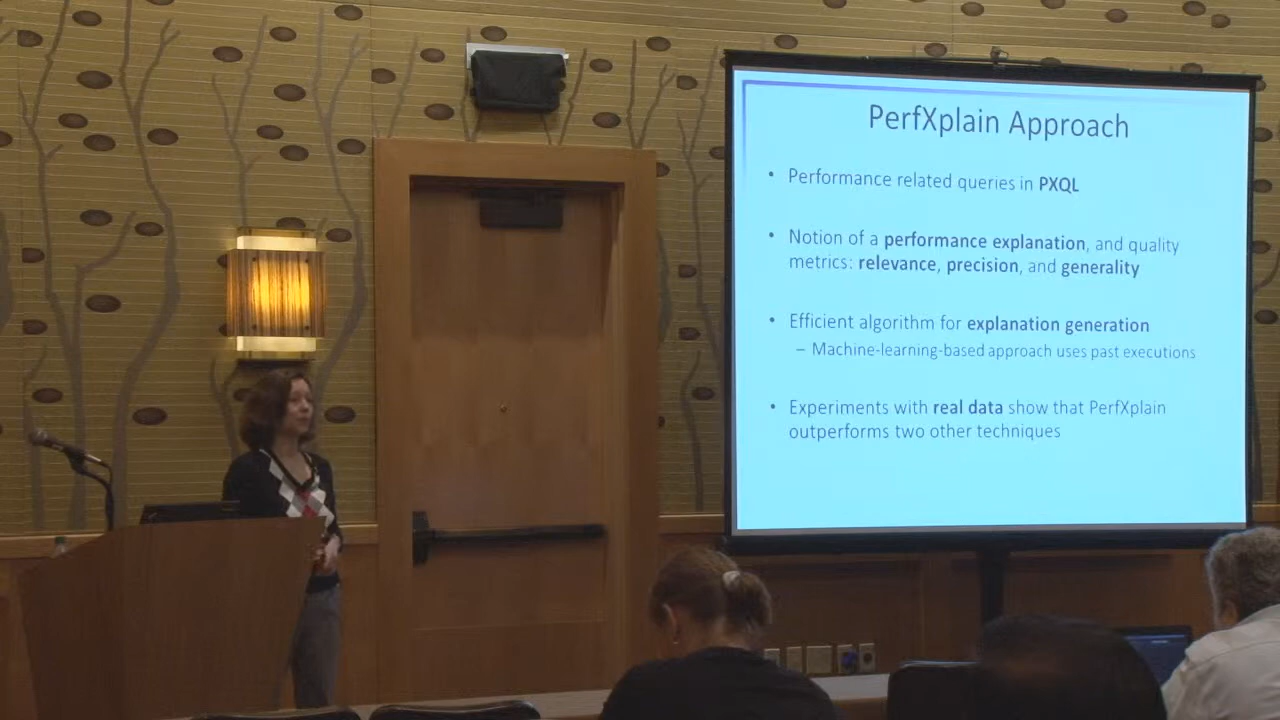 PerfXplain Approach
• Performance related queries in PXQL
• Notion of a performance explanation, and quality
metrics: relevance, precision, and generality
• Efficient algorithm for explanation generation
– Machine-learning-based approach uses past executions
• Experiments with real data show that PerfXplain
outperforms two other techniques